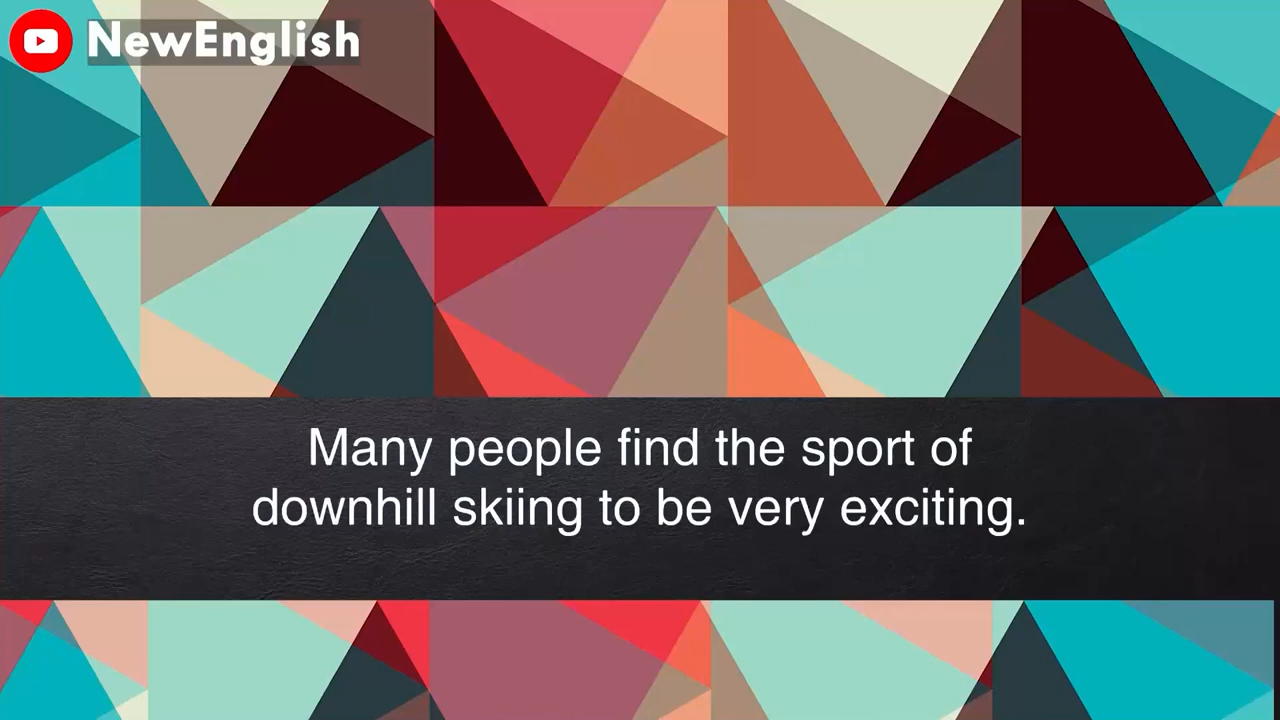 NewEnglish
Many people find the sport of
downhill skiing to be very exciting.